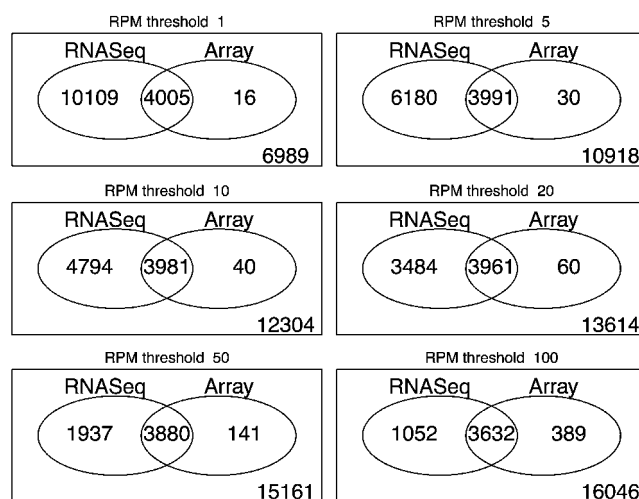 RPM threshold 1
RNASeq Array
10109 4005 16
6989
RPM threshold 5
RNASeq Array
6180 3991 30
10918
RPM threshold 10
RNASeq Array
4794 3981 40
12304
RPM threshold 20
RNASeq Array
3484 3961 60
13614
RPM threshold 50
RNASeq Array
1937 3880 141
15161
RPM threshold 100
RNASeq Array
1052 3632 389
16046